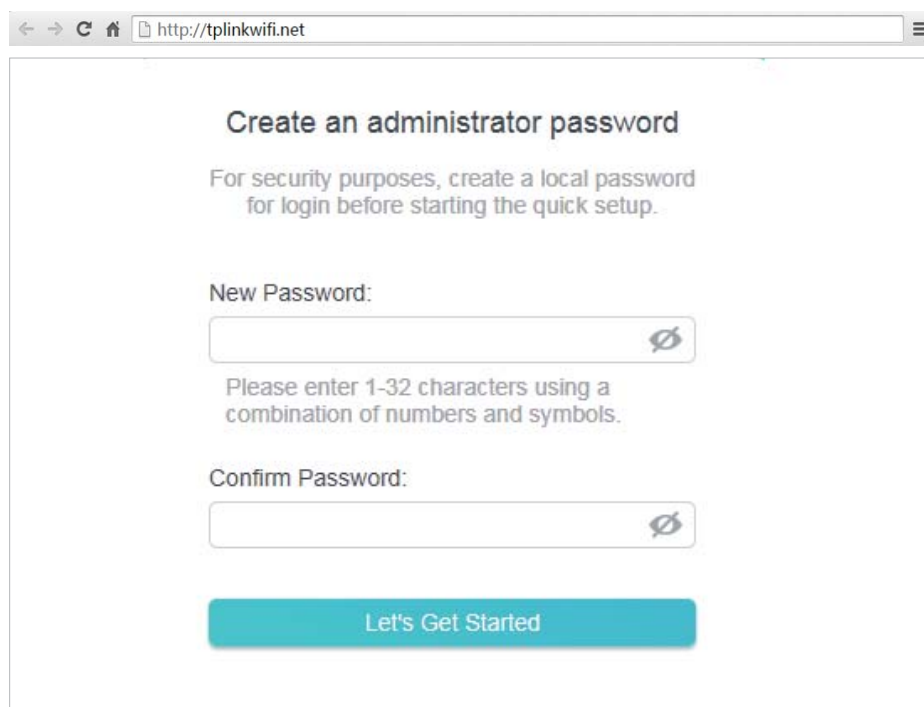 http://tplinkwifi.net
Create an administrator password
For security purposes, create a local password
for login before starting the quick setup.
New Password:
Please enter 1-32 characters using a
combination of numbers and symbols.
Confirm Password:
Let's Get Started